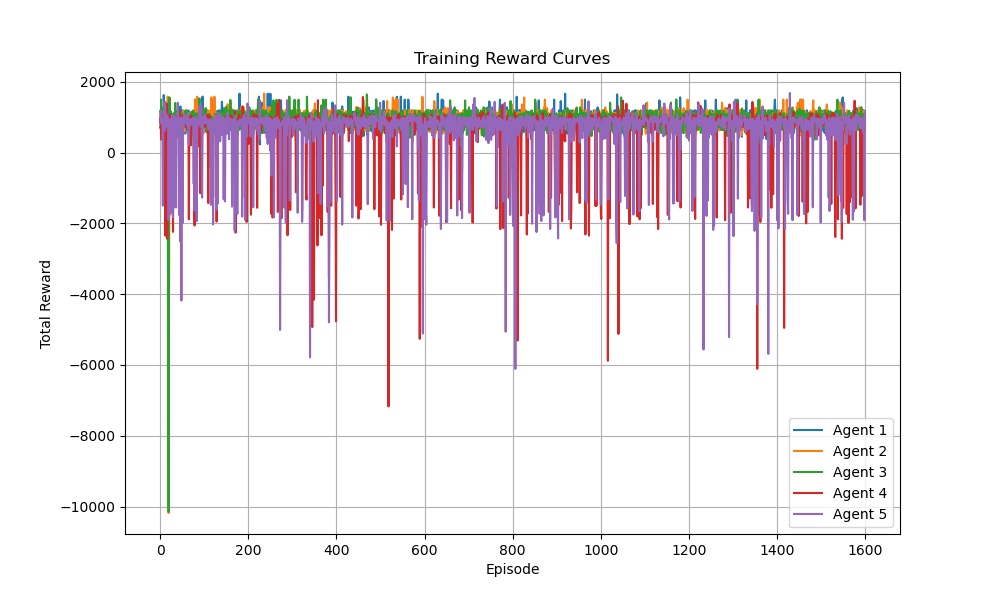 Training Reward Curves
2000
0
−2000
−4000
−6000
−8000
−10000
Total Reward
0 200 400 600 800 1000 1200 1400 1600
Episode
Agent 1
Agent 2
Agent 3
Agent 4
Agent 5